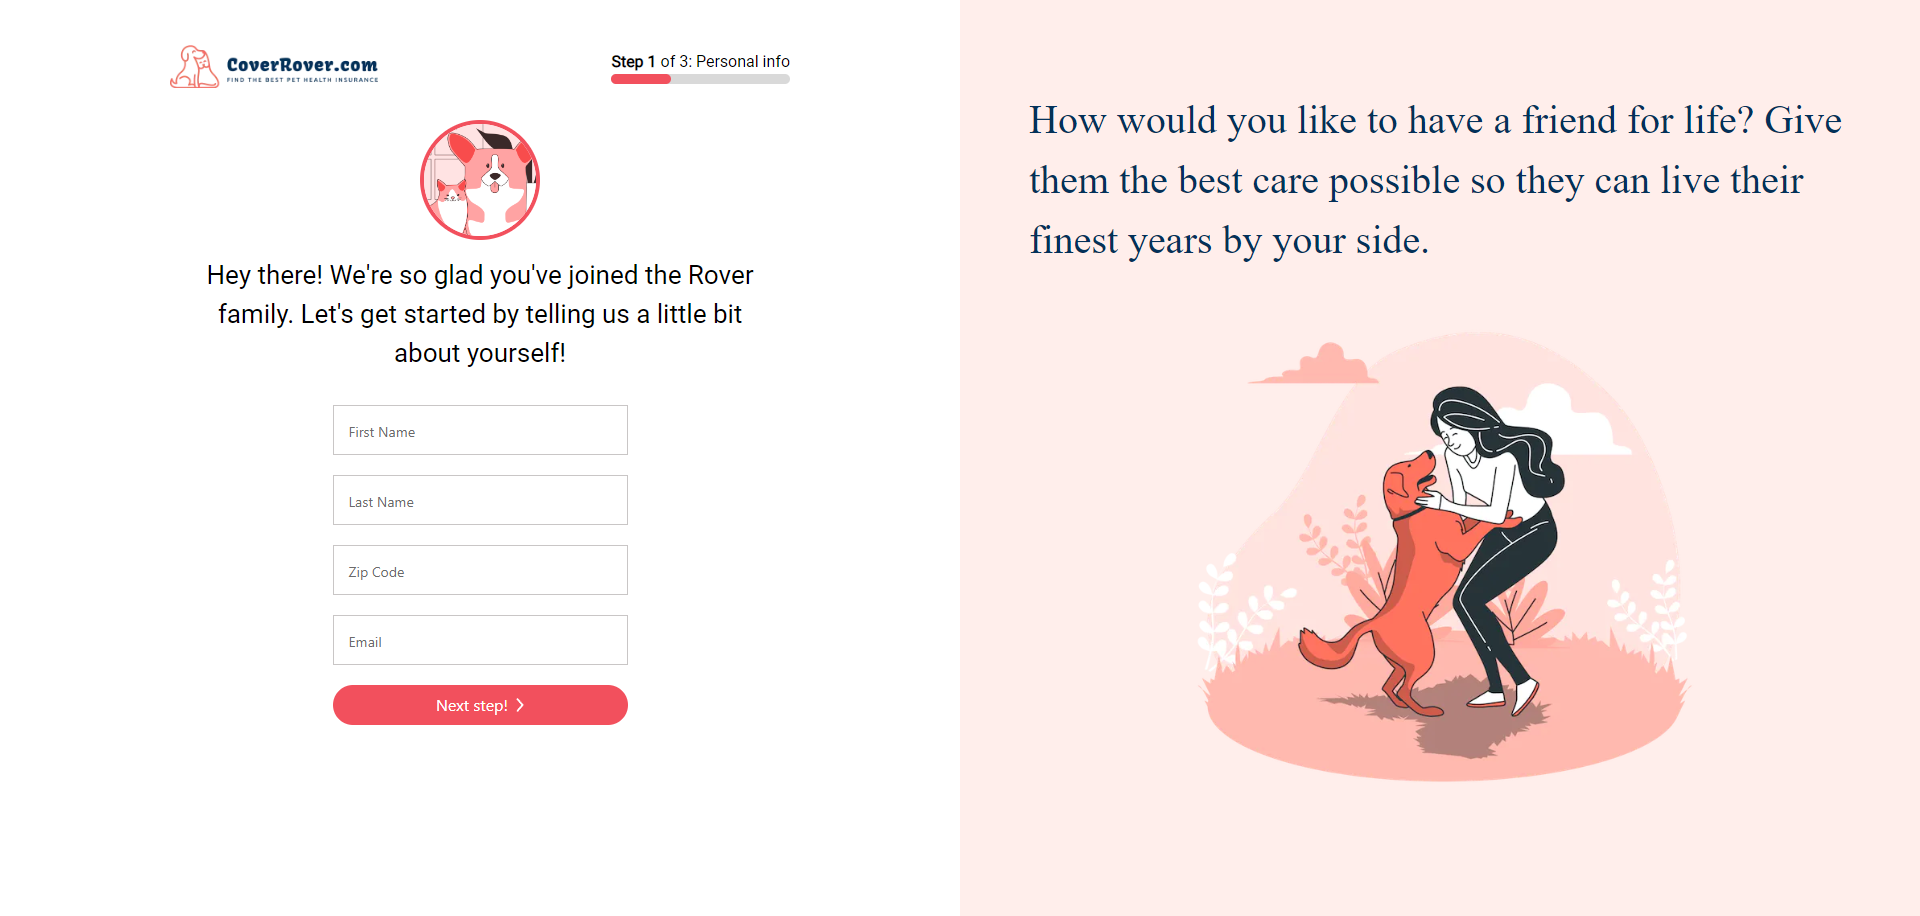 CoverRover.com
FIND THE BEST PET HEALTH INSURANCE
Step 1 of 3: Personal info
Hey there! We're so glad you've joined the Rover
family. Let's get started by telling us a little bit
about yourself!
First Name
Last Name
Zip Code
Email
Next step!
How would you like to have a friend for life? Give
them the best care possible so they can live their
finest years by your side.